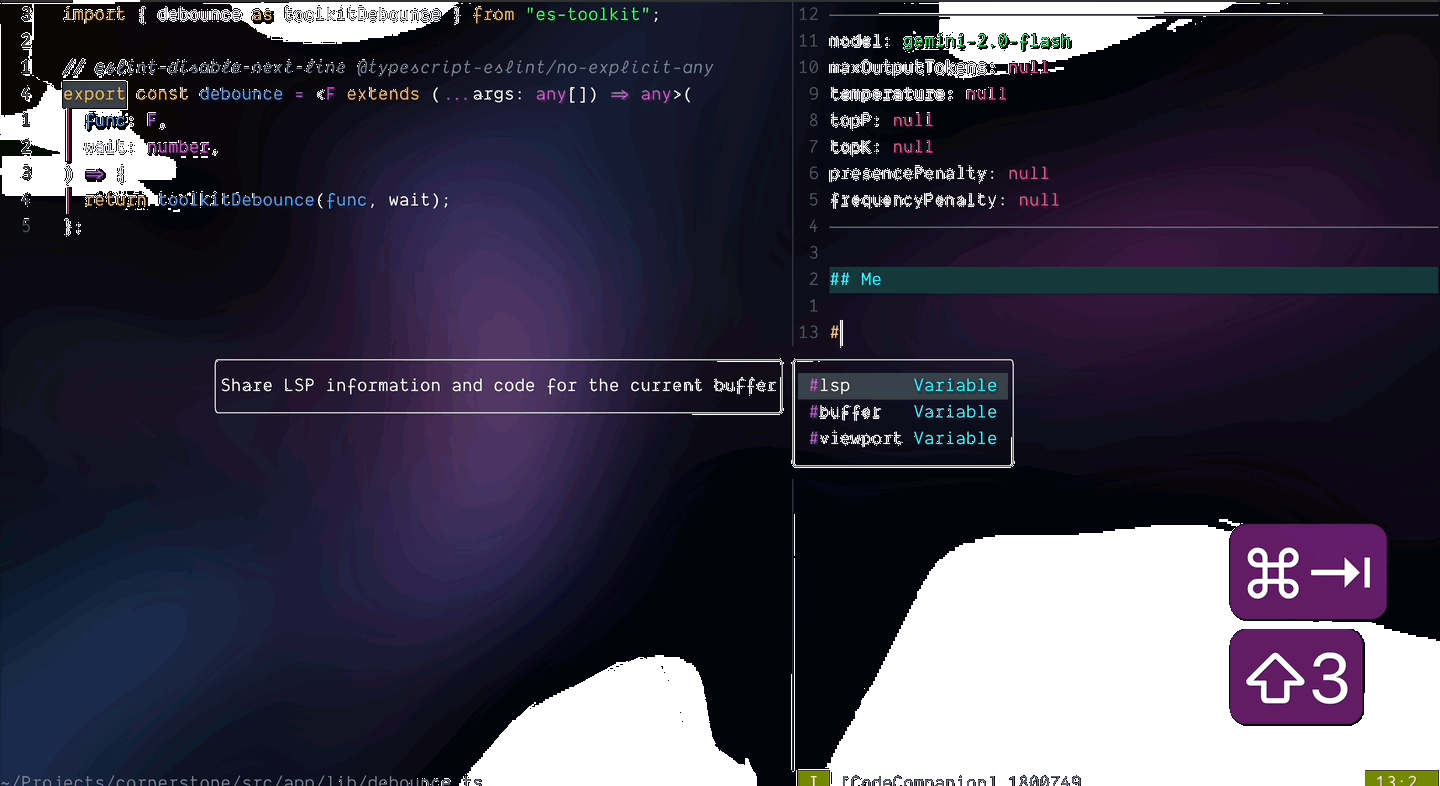 3 import { debounce as toolkitDebounce } from "es-toolkit";
2
1 // eslint-disable-next-line @typescript-eslint/no-explicit-any
4 export const debounce = <F extends (...args: any[]) => any>(
1 func: F,
2 wait: number,
3 ) => {
4 return toolkitDebounce(func, wait);
5 };
~/Projects/cornerstone/src/app/lib/debounce.ts
12
11 model: gemini-2.0-flash
10 maxOutputTokens: null
9 temperature: null
8 topP: null
7 topK: null
6 presencePenalty: null
5 frequencyPenalty: null
4
3
2 ## Me
1
13 #
Share LSP information and code for the current buffer
#lsp Variable
#buffer Variable
#viewport Variable
⌘⇥
⇧3
I [CodeCompanion] 1800749 13:2